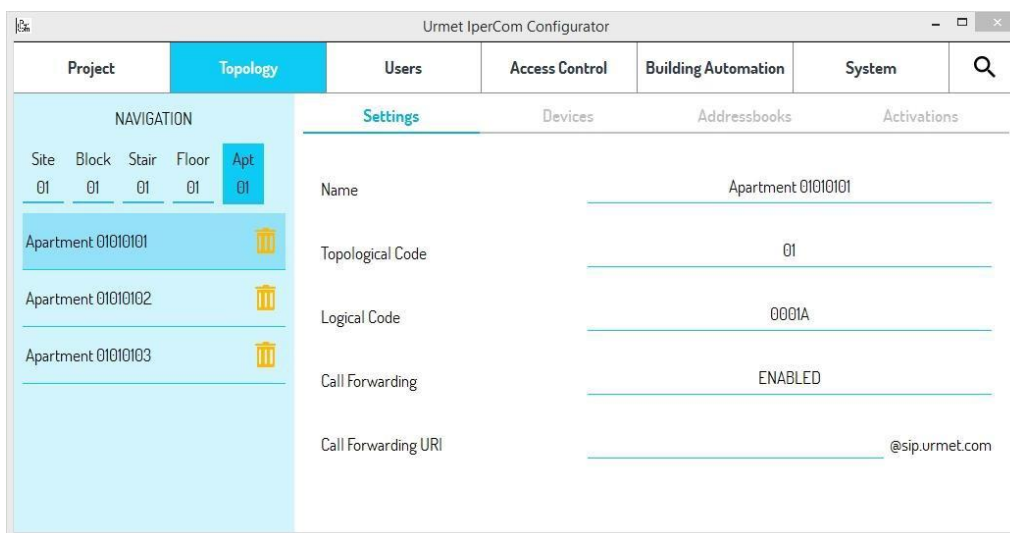 Urmet IperCom Configurator
Project Topology Users Access Control Building Automation System
NAVIGATION
Settings Devices Addressbooks Activations
Site Block Stair Floor Apt
01 01 01 01 01
Apartment 01010101
Apartment 01010102
Apartment 01010103
Name Apartment 01010101
Topological Code 01
Logical Code 0001A
Call Forwarding ENABLED
Call Forwarding URI @sip.urmet.com